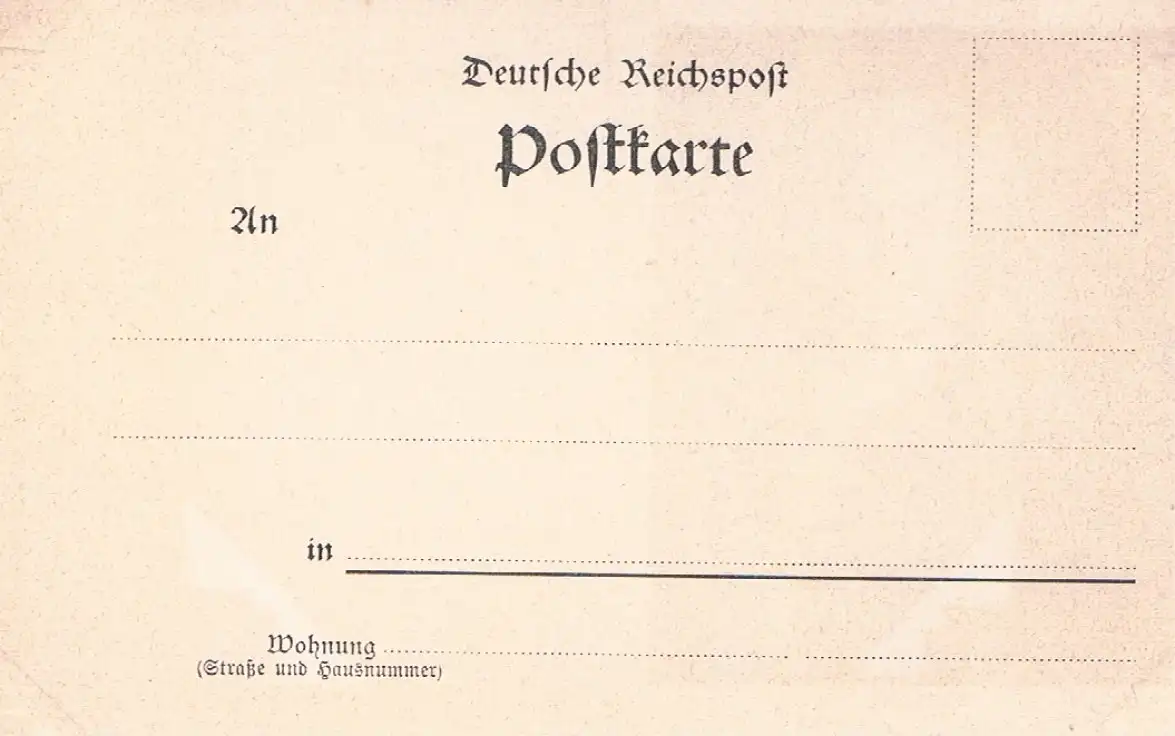 Deutsche Reichspost
Postkarte
An
in
Wohnung
(Straße und Hausnummer)